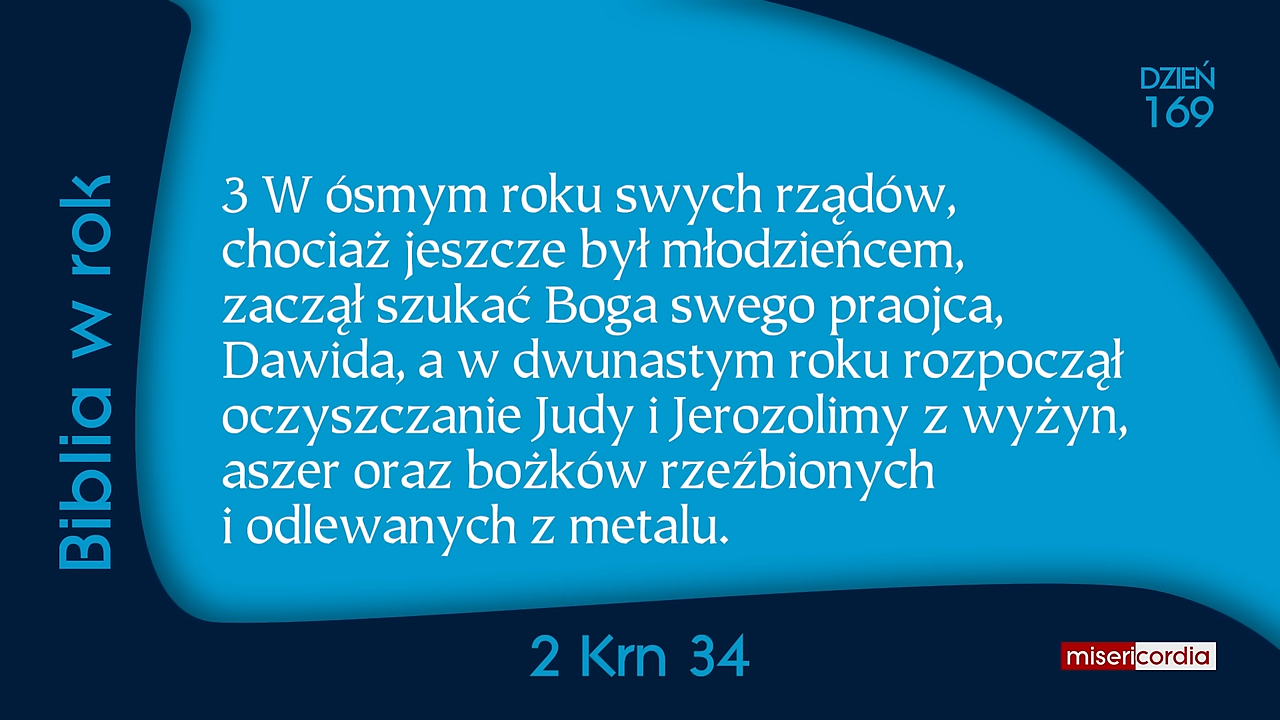 DZIEŃ
169
Biblia w rok
3 W ósmym roku swych rządów,
chociaż jeszcze był młodzieńcem,
zaczął szukać Boga swego praojca,
Dawida, a w dwunastym roku rozpoczął
oczyszczanie Judy i Jerozolimy z wyżyn,
aszer oraz bożków rzeźbionych
i odlewanych z metalu.
2 Krn 34
misericordia